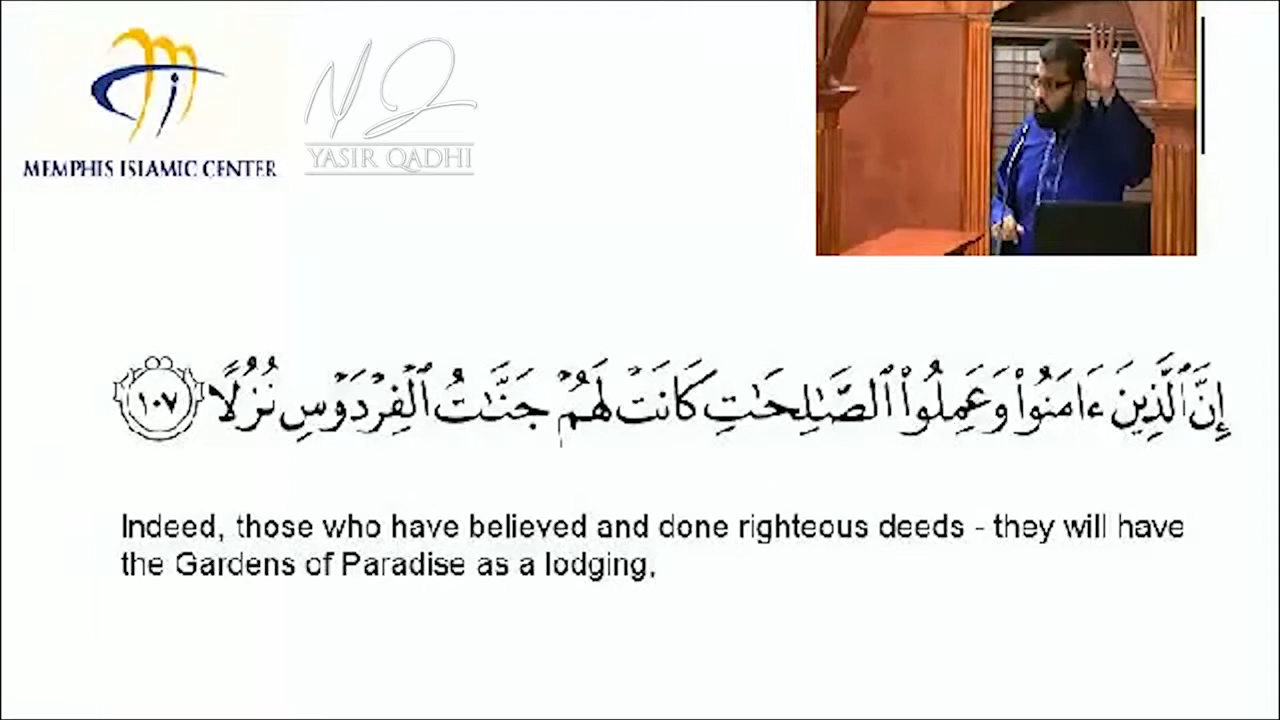 MEMPHIS ISLAMIC CENTER
YQ
YASIR QADHI
إِنَّ ٱلَّذِينَ ءَامَنُوا۟ وَعَمِلُوا۟ ٱلصَّـٰلِحَـٰتِ كَانَتْ لَهُمْ جَنَّـٰتُ ٱلْفِرْدَوْسِ نُزُلًا ١٠٧
Indeed, those who have believed and done righteous deeds - they will have
the Gardens of Paradise as a lodging,